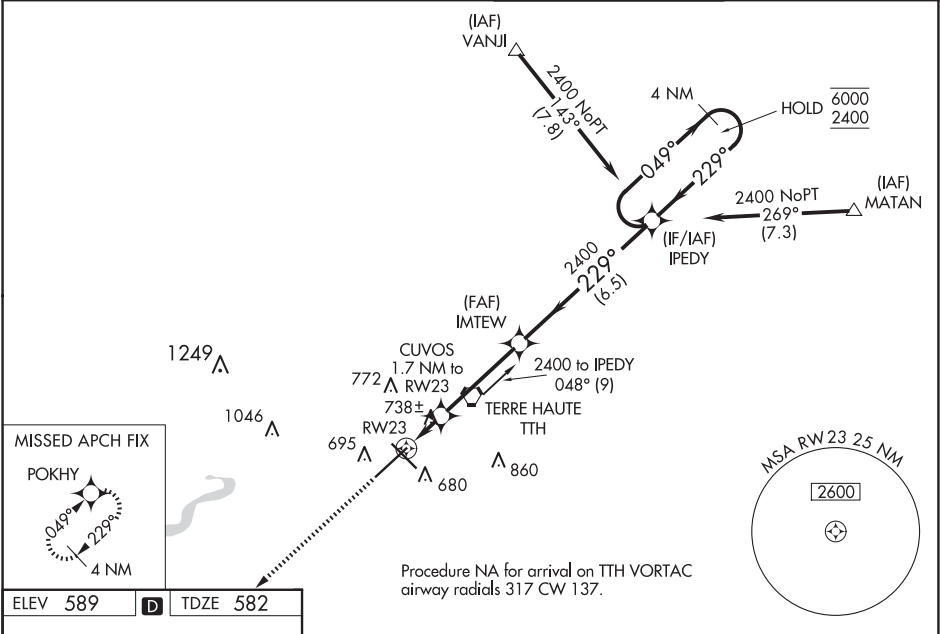 (IAF)
VANJI
2400 NoPT
143°
(7.8)
4 NM
HOLD
6000
2400
049°
229°
2400 NoPT
269°
(7.3)
(IAF)
MATAN
(IF/IAF)
IPEDY
2400
229°
(6.5)
(FAF)
IMTEW
CUVOS
1.7 NM to
RW23
2400 to IPEDY
048° (9)
TERRE HAUTE
TTH
1249
772
738±
RW23
1046
695
680
860
MISSED APCH FIX
POKHY
049°
229°
4 NM
MSA RW23 25 NM
2600
Procedure NA for arrival on TTH VORTAC
airway radials 317 CW 137.
ELEV 589 D TDZE 582